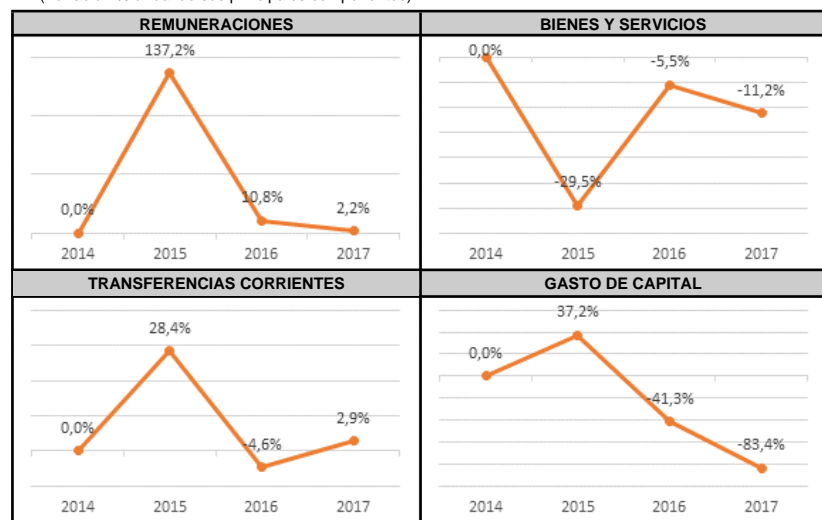 REMUNERACIONES
137,2%
0,0%
10,8%
2,2%
2014 2015 2016 2017
BIENES Y SERVICIOS
0,0%
-5,5%
-11,2%
-29,5%
2014 2015 2016 2017
TRANSFERENCIAS CORRIENTES
28,4%
0,0%
-4,6%
2,9%
2014 2015 2016 2017
GASTO DE CAPITAL
37,2%
0,0%
-41,3%
-83,4%
2014 2015 2016 2017